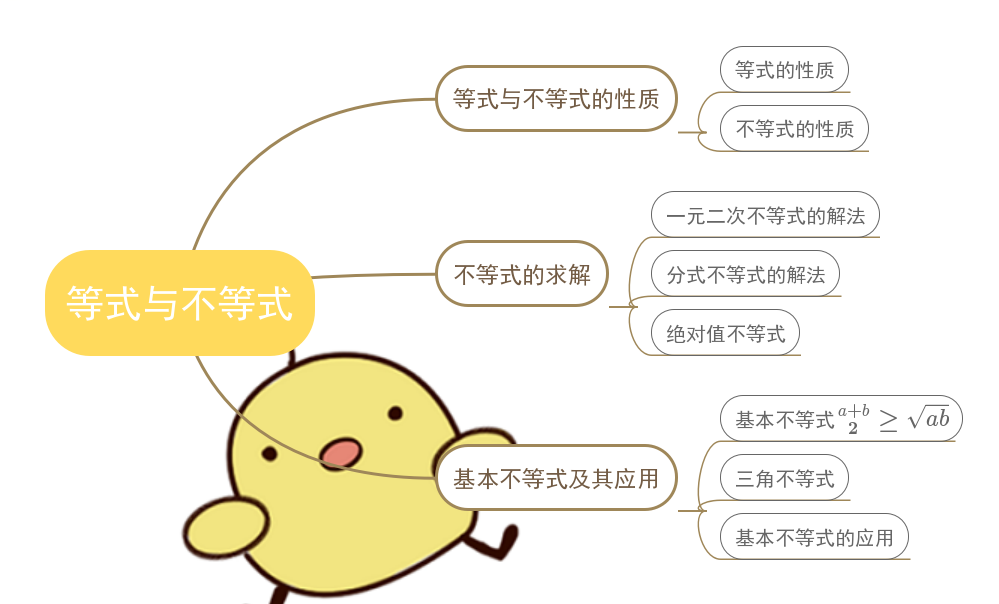 等式与不等式
等式与不等式的性质
等式的性质
不等式的性质
不等式的求解
一元二次不等式的解法
分式不等式的解法
绝对值不等式
基本不等式及其应用
基本不等式 a+b 2 ≥ √ab
三角不等式
基本不等式的应用